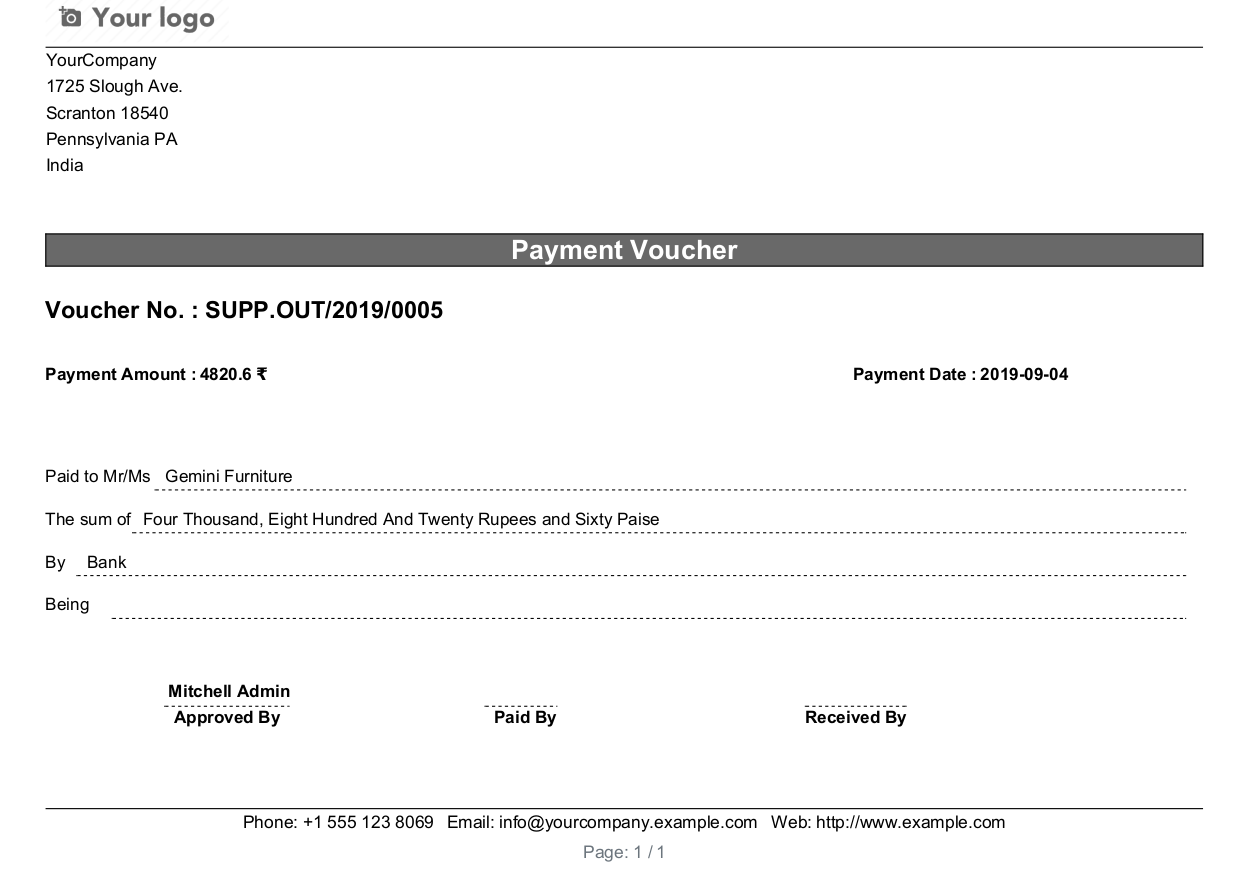 Your logo
YourCompany
1725 Slough Ave.
Scranton 18540
Pennsylvania PA
India
Payment Voucher
Voucher No. : SUPP.OUT/2019/0005
Payment Amount : 4820.6 ₹ Payment Date : 2019-09-04
Paid to Mr/Ms Gemini Furniture
The sum of Four Thousand, Eight Hundred And Twenty Rupees and Sixty Paise
By Bank
Being
Mitchell Admin
Approved By Paid By Received By
Phone: +1 555 123 8069 Email: info@yourcompany.example.com Web: http://www.example.com
Page: 1 / 1